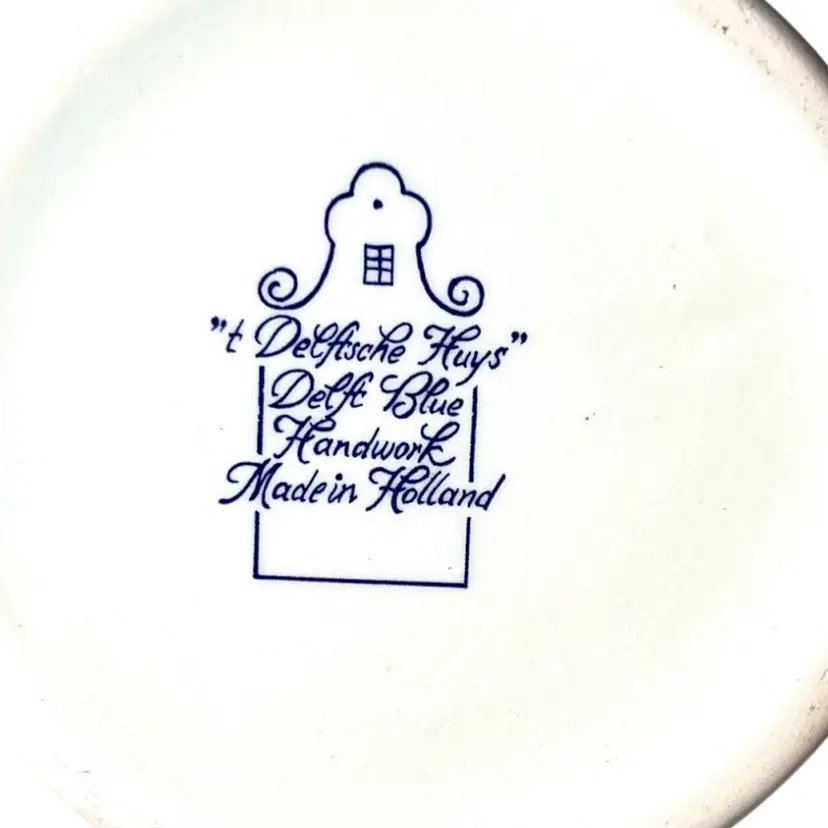 ”t Delftsche Huys”
Delft Blue
Handwork
Made in Holland